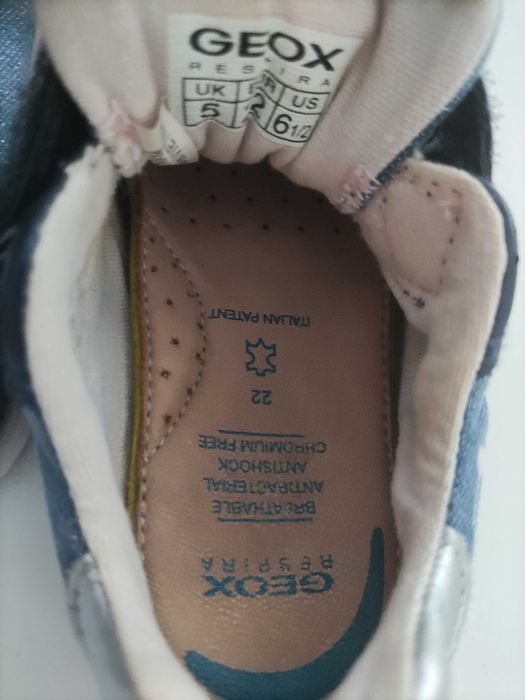 GEOX
RESPIRA
UK US
5 6 1/2
ITALIAN PATENT
22
CHROMIUM FREE
ANTISHOCK
ANTIBACTERIAL
BREATHABLE
RESPIRA
GEOX